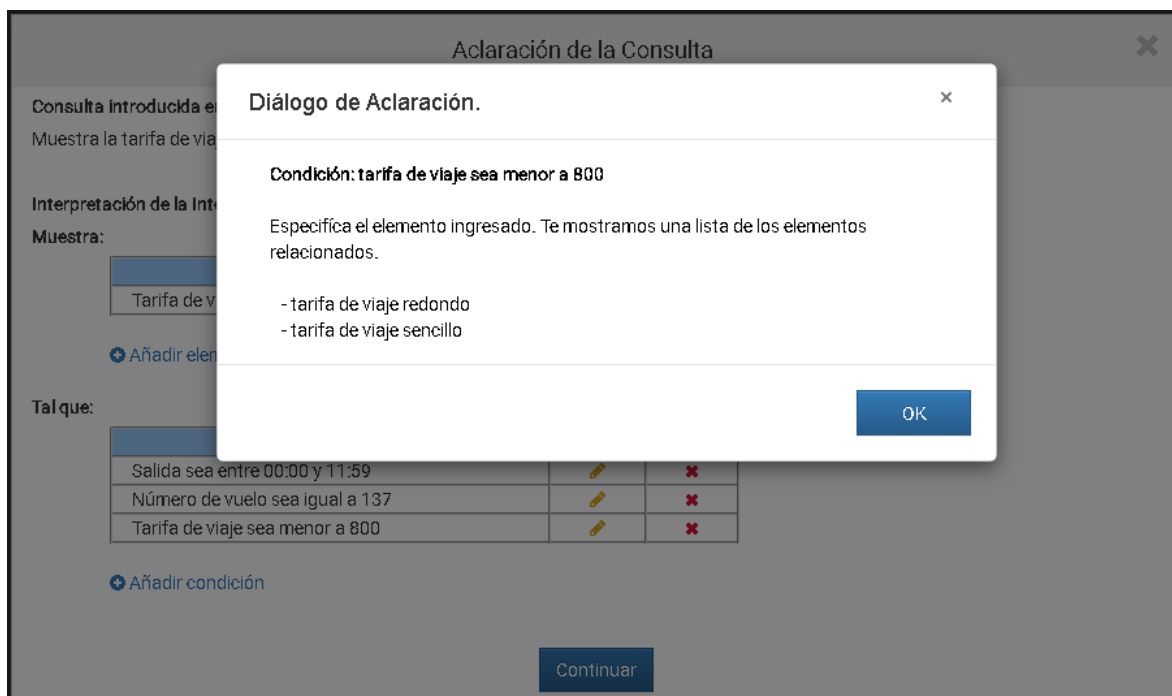 Aclaración de la Consulta
Consulta introducida e
Muestra la tarifa de via
Interpretación de la Int
Muestra:
Tarifa de v
Añadir elem
Diálogo de Aclaración.
×
Condición: tarifa de viaje sea menor a 800
Especifíca el elemento ingresado. Te mostramos una lista de los elementos
relacionados.
- tarifa de viaje redondo
- tarifa de viaje sencillo
OK
Tal que:
Salida sea entre 00:00 y 11:59
Número de vuelo sea igual a 137
Tarifa de viaje sea menor a 800
Añadir condición
Continuar